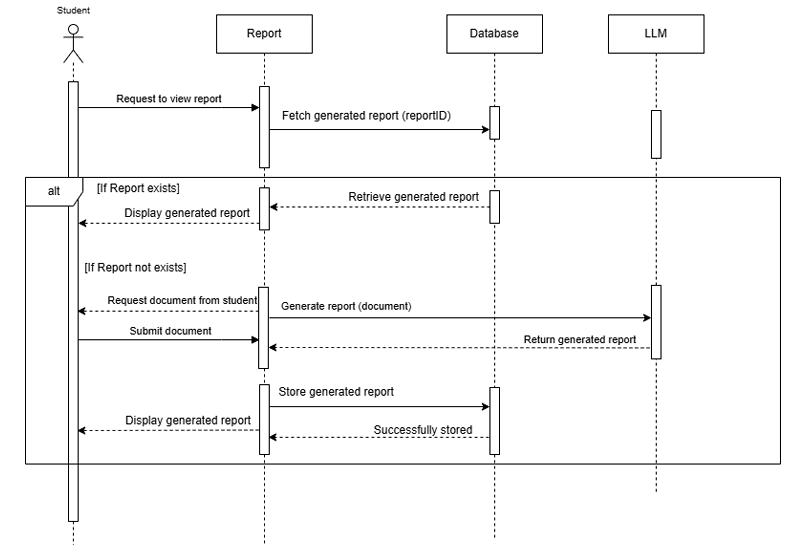 Student
Report
Database
LLM
Request to view report
Fetch generated report (reportID)
alt
[If Report exists]
Retrieve generated report
Display generated report
[If Report not exists]
Request document from student
Generate report (document)
Submit document
Return generated report
Store generated report
Display generated report
Successfully stored